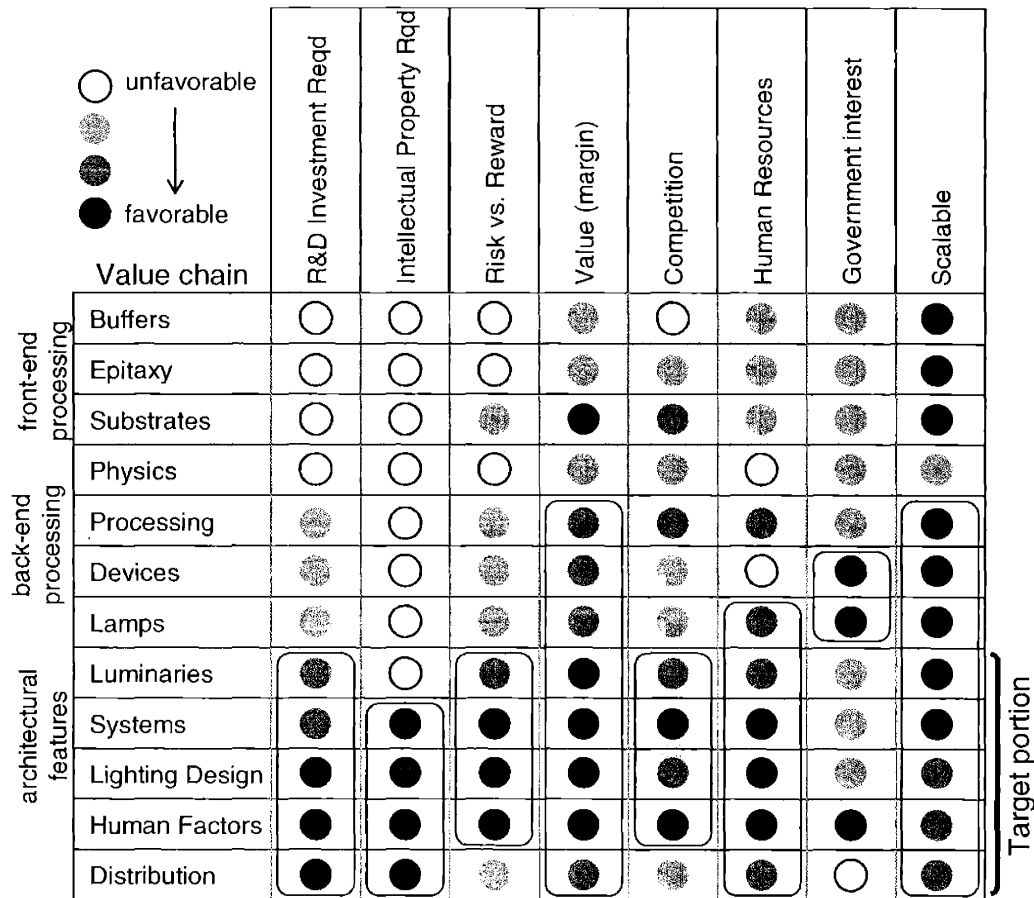 unfavorable
favorable
Value chain
R&D Investment Reqd
Intellectual Property Rqd
Risk vs. Reward
Value (margin)
Competition
Human Resources
Government interest
Scalable
front-end
processing
Buffers
Epitaxy
Substrates
back-end
processing
Physics
Processing
Devices
Lamps
architectural
features
Luminaries
Systems
Lighting Design
Human Factors
Distribution
Target portion